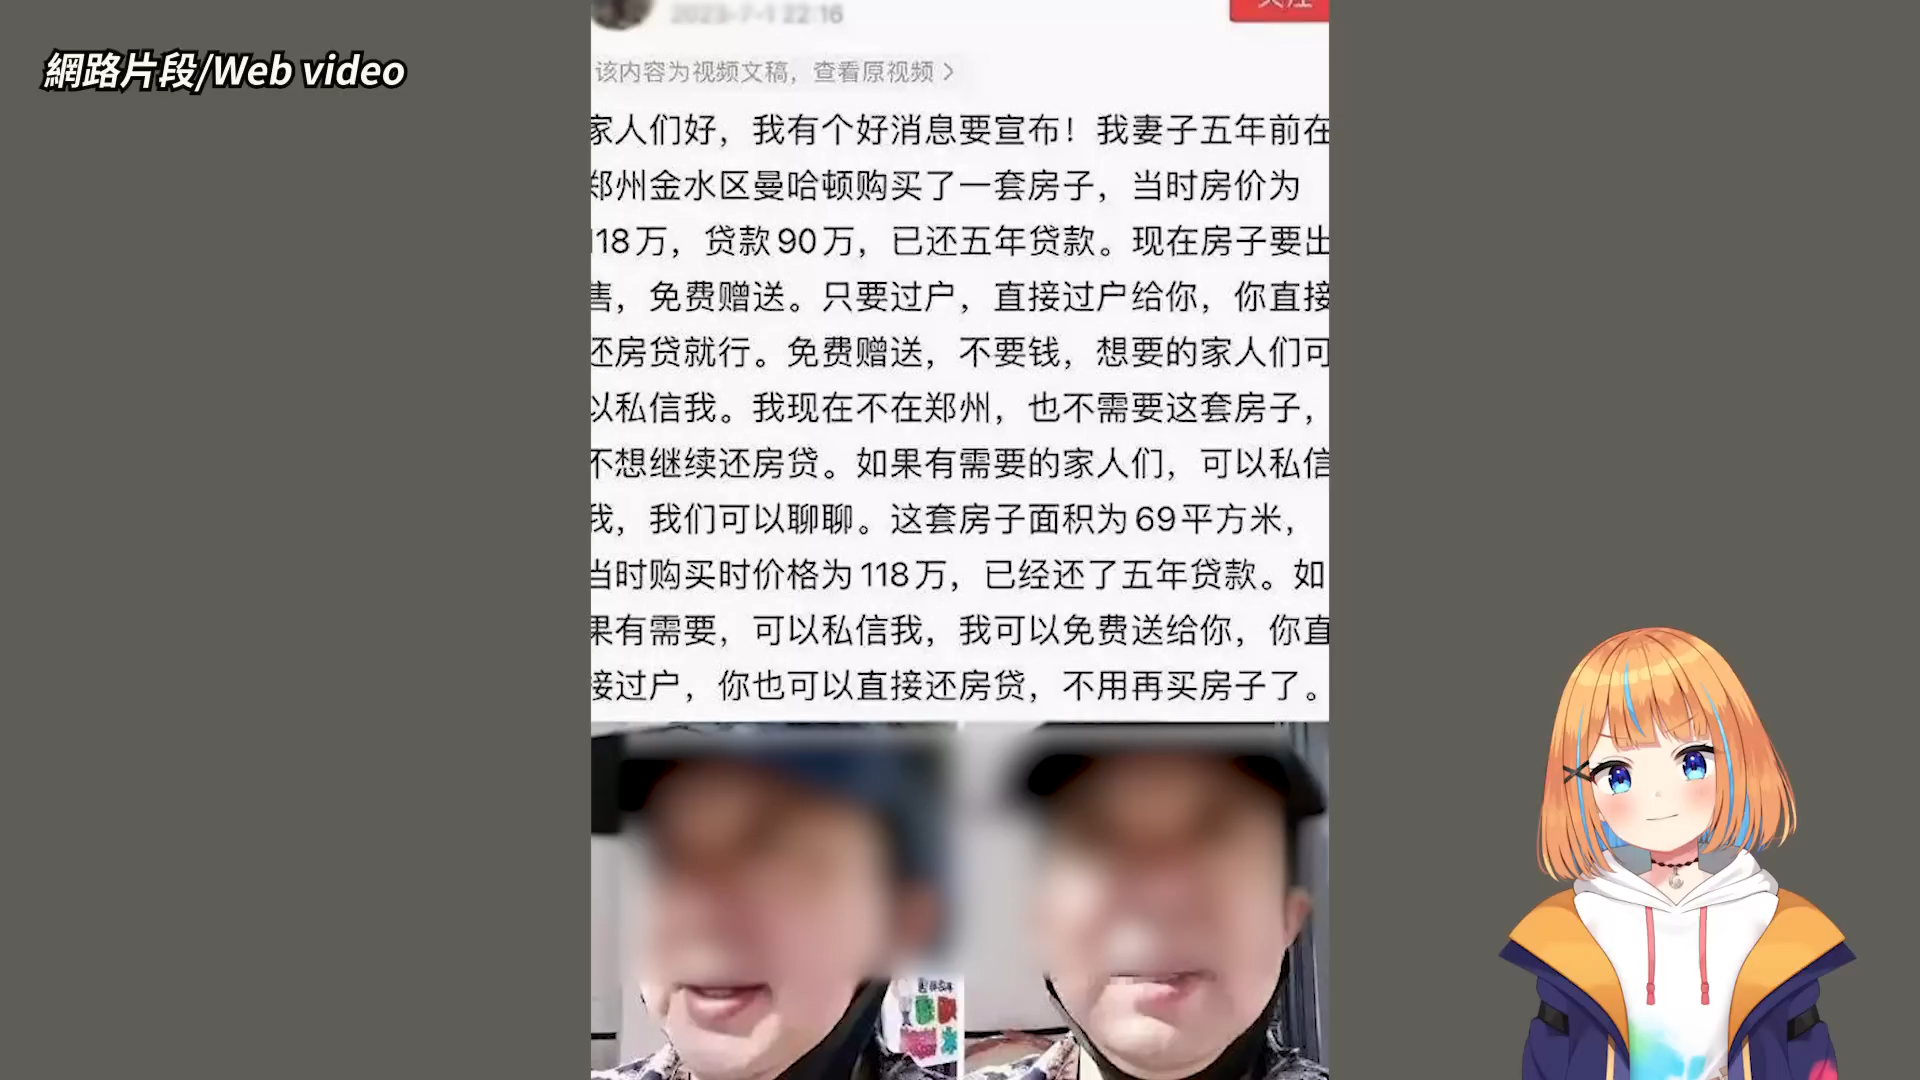 網路片段/Web video
2023-7-1 22:16
关注
该内容为视频文稿，查看原视频 >
家人们好，我有个好消息要宣布！我妻子五年前在
郑州金水区曼哈顿购买了一套房子，当时房价为
118万，贷款90万，已还五年贷款。现在房子要出
售，免费赠送。只要过户，直接过户给你，你直接
还房贷就行。免费赠送，不要钱，想要的家人们可
以私信我。我现在不在郑州，也不需要这套房子，
不想继续还房贷。如果有需要的家人们，可以私信
我，我们可以聊聊。这套房子面积为69平方米，
当时购买时价格为118万，已经还了五年贷款。如
果有需要，可以私信我，我可以免费送给你，你直
接过户，你也可以直接还房贷，不用再买房子了。